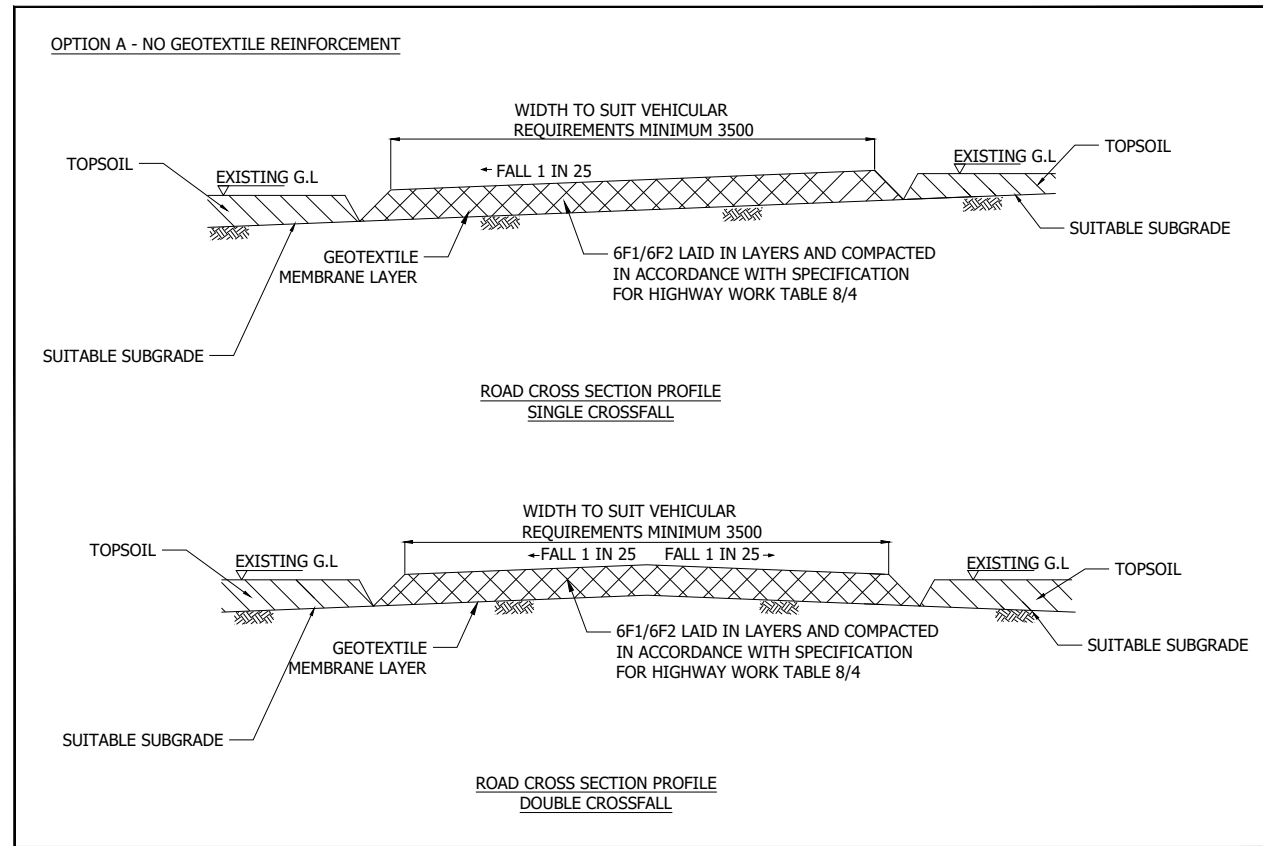 OPTION A - NO GEOTEXTILE REINFORCEMENT
WIDTH TO SUIT VEHICULAR
REQUIREMENTS MINIMUM 3500
TOPSOIL
EXISTING G.L
FALL 1 IN 25
EXISTING G.L
TOPSOIL
SUITABLE SUBGRADE
GEOTEXTILE
MEMBRANE LAYER
6F1/6F2 LAID IN LAYERS AND COMPACTED
IN ACCORDANCE WITH SPECIFICATION
FOR HIGHWAY WORK TABLE 8/4
SUITABLE SUBGRADE
ROAD CROSS SECTION PROFILE
SINGLE CROSSFALL
WIDTH TO SUIT VEHICULAR
REQUIREMENTS MINIMUM 3500
TOPSOIL
EXISTING G.L
FALL 1 IN 25
FALL 1 IN 25
EXISTING G.L
TOPSOIL
GEOTEXTILE
MEMBRANE LAYER
6F1/6F2 LAID IN LAYERS AND COMPACTED
IN ACCORDANCE WITH SPECIFICATION
FOR HIGHWAY WORK TABLE 8/4
SUITABLE SUBGRADE
SUITABLE SUBGRADE
ROAD CROSS SECTION PROFILE
DOUBLE CROSSFALL